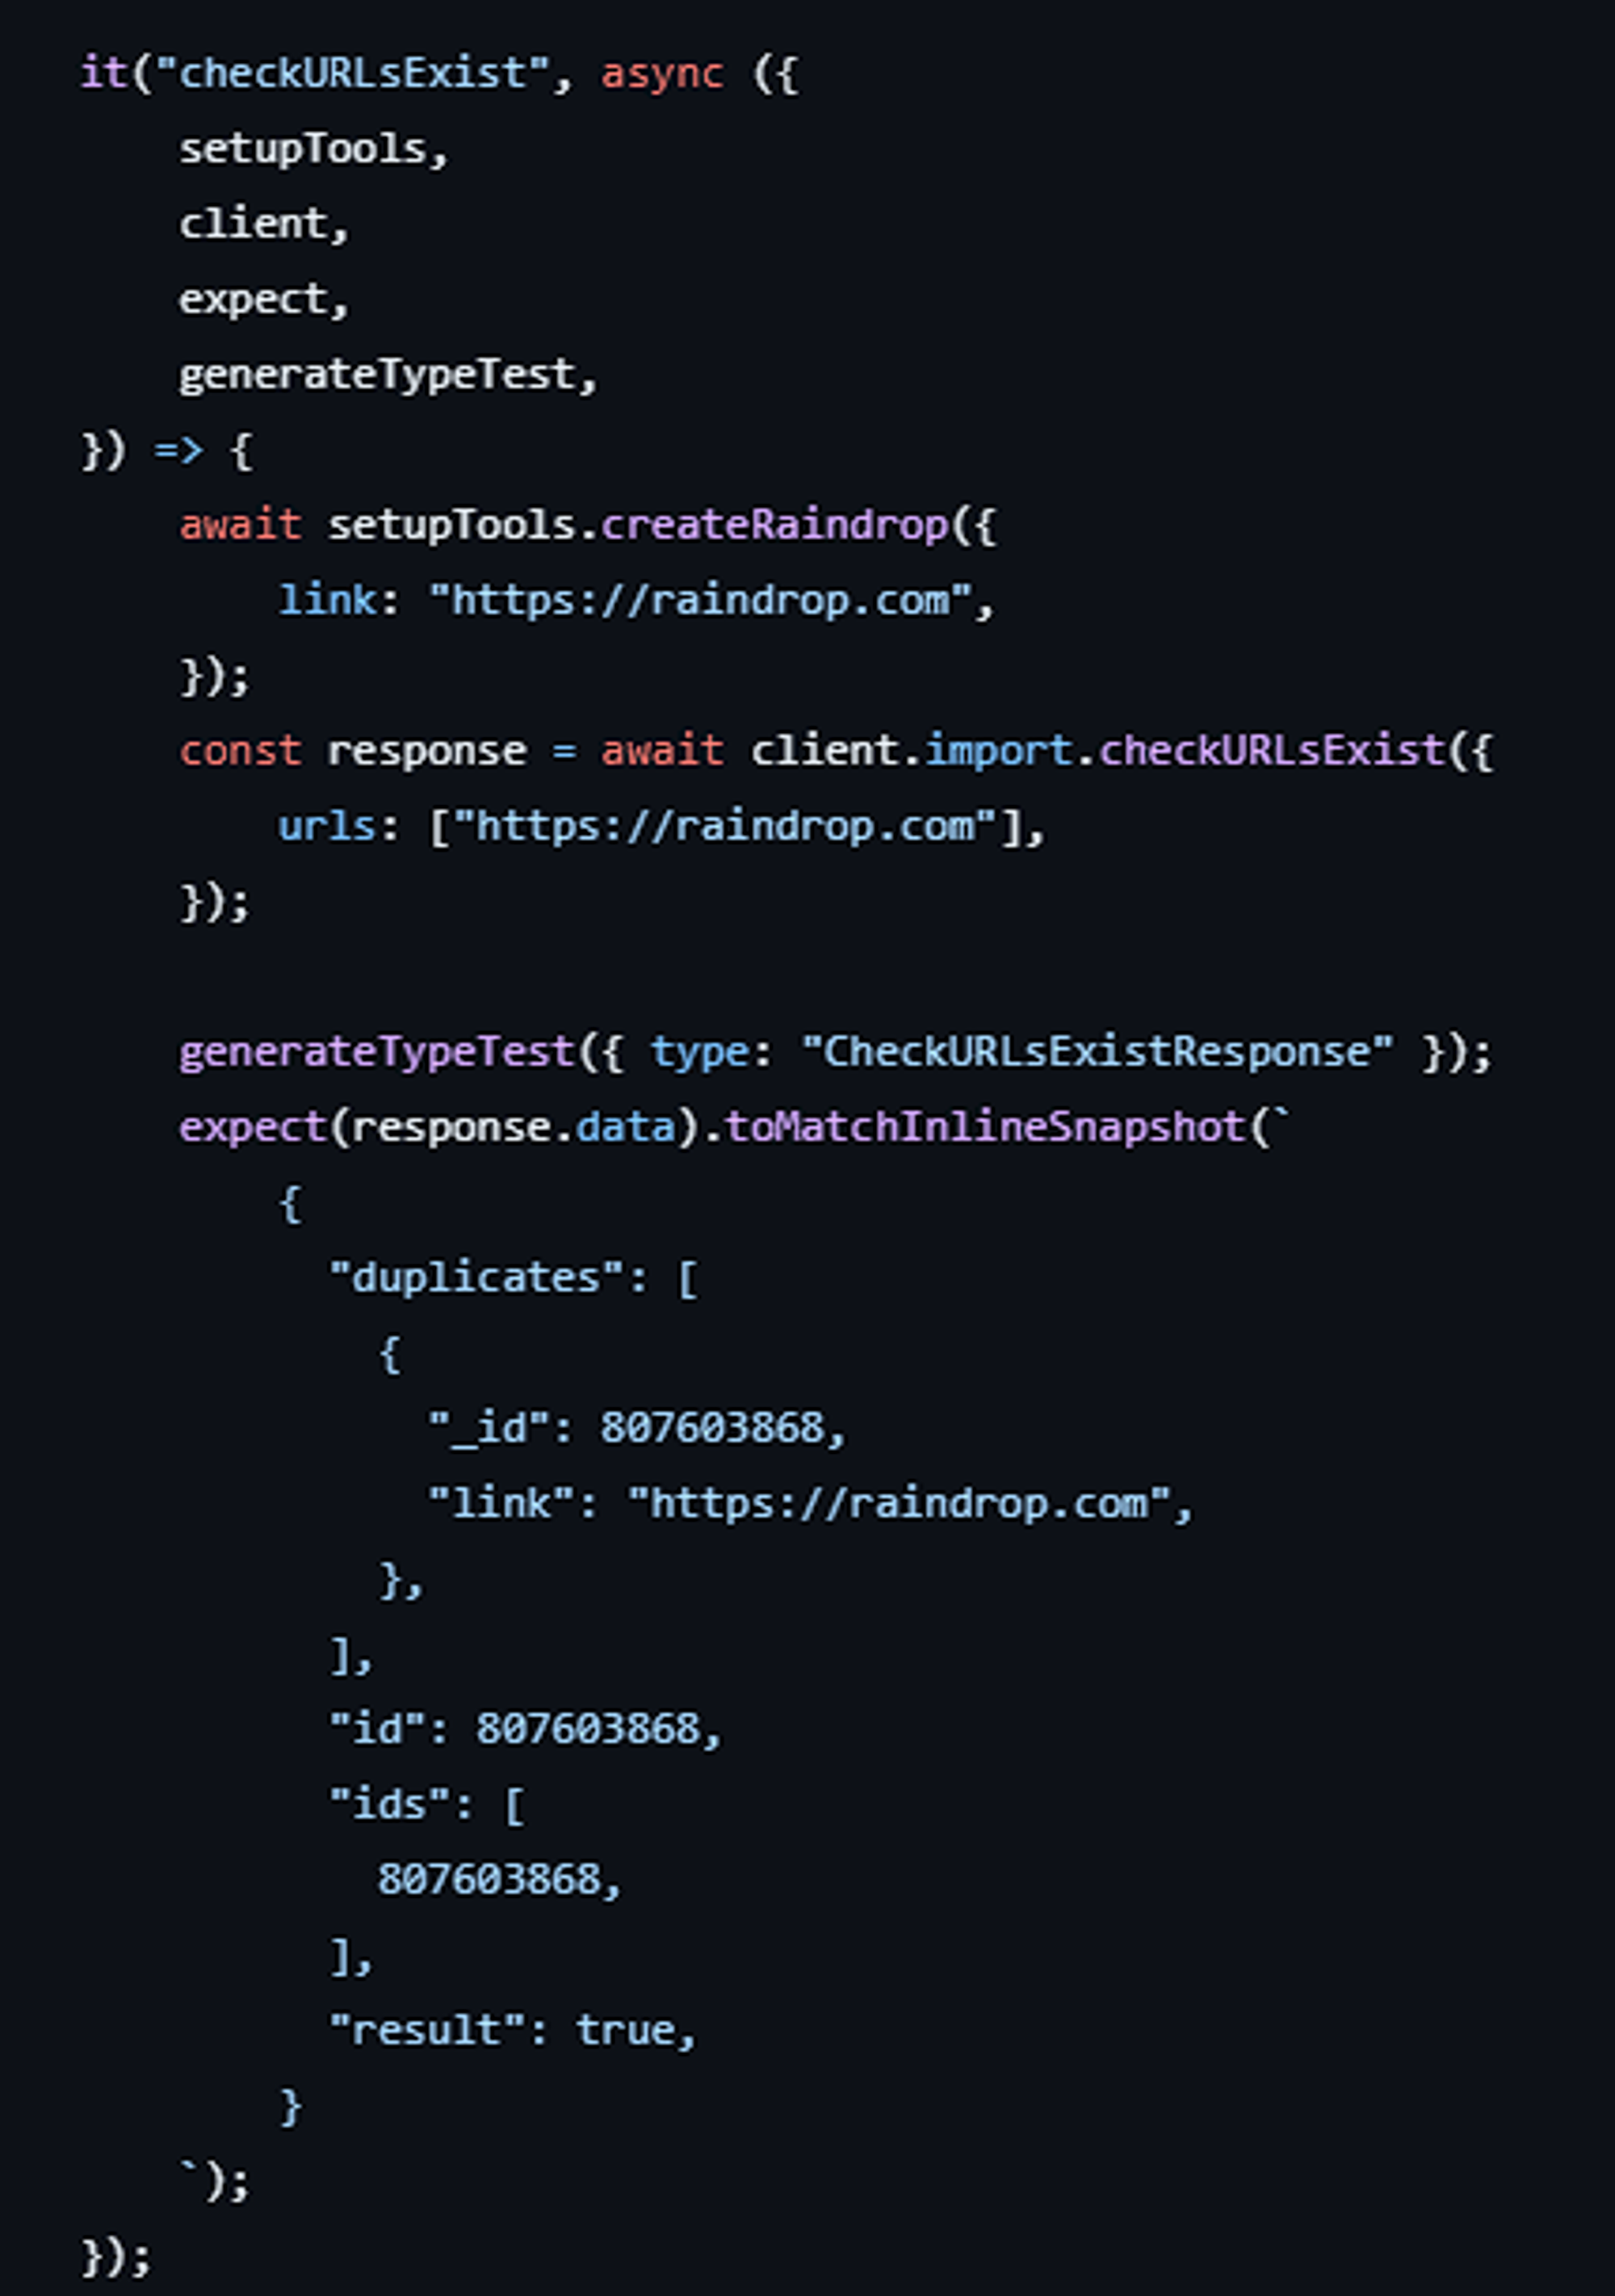 it("checkURLsExist", async ({
    setupTools,
    client,
    expect,
    generateTypeTest,
}) => {
    await setupTools.createRaindrop({
        link: "https://raindrop.com",
    });
    const response = await client.import.checkURLsExist({
        urls: ["https://raindrop.com"],
    });

    generateTypeTest({ type: "CheckURLsExistResponse" });
    expect(response.data).toMatchInlineSnapshot(`
        {
          "duplicates": [
            {
              "_id": 807603868,
              "link": "https://raindrop.com",
            },
          ],
          "id": 807603868,
          "ids": [
            807603868,
          ],
          "result": true,
        }
    `);
});